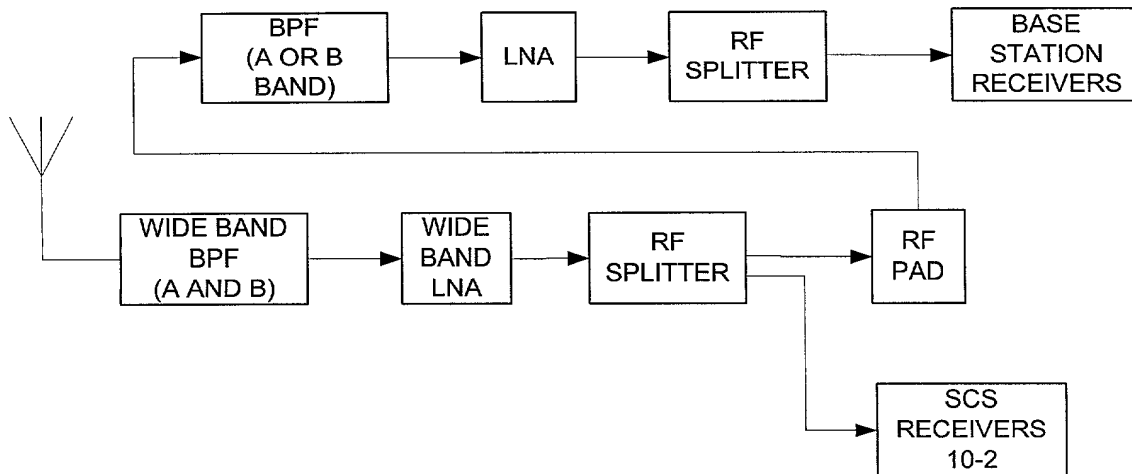 BPF
(A OR B
BAND)
LNA
RF
SPLITTER
BASE
STATION
RECEIVERS
WIDE BAND
BPF
(A AND B)
WIDE
BAND
LNA
RF
SPLITTER
RF
PAD
SCS
RECEIVERS
10-2